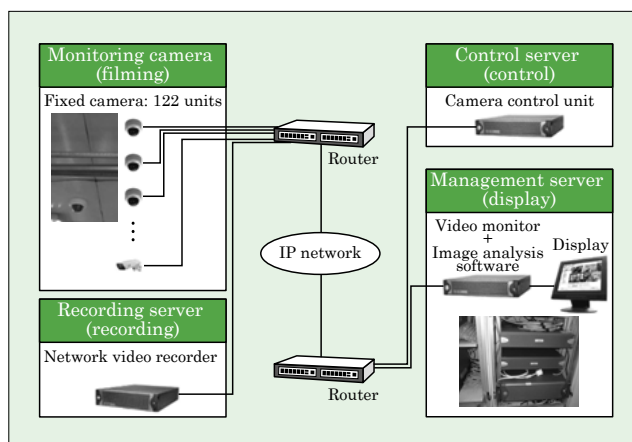 Monitoring camera
(filming)
Fixed camera: 122 units
Recording server
(recording)
Network video recorder
Router
IP network
Router
Control server
(control)
Camera control unit
Management server
(display)
Video monitor
+
Image analysis
software
Display